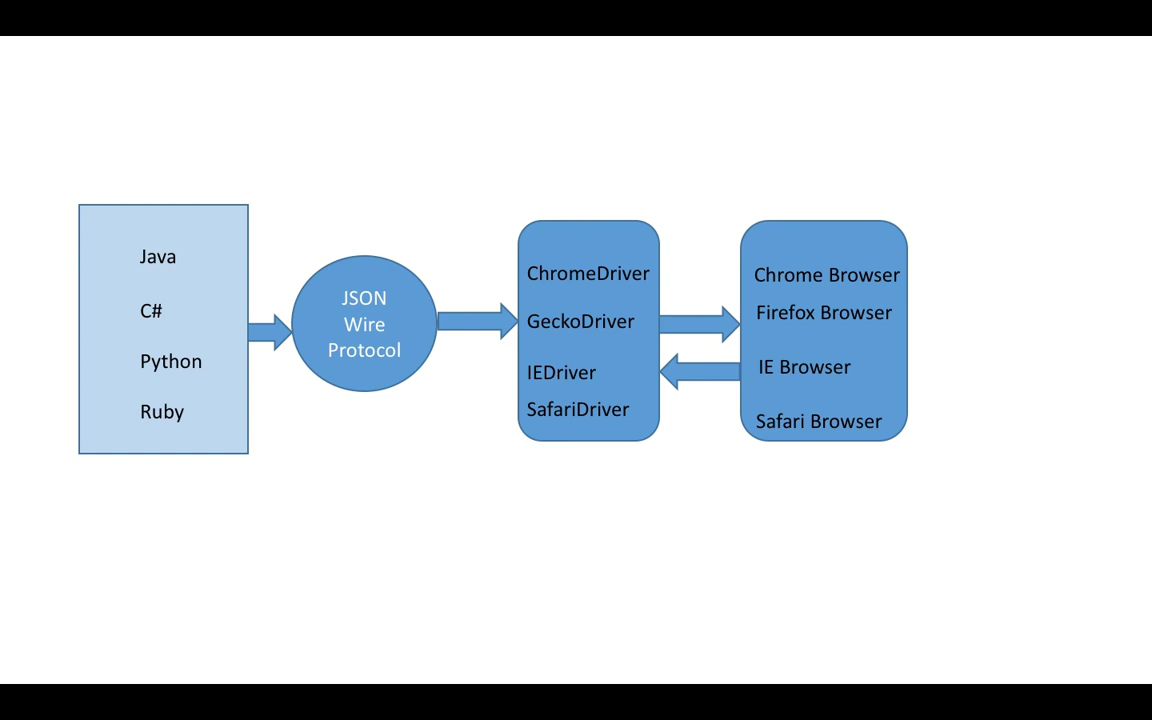 Java
C#
Python
Ruby
JSON
Wire
Protocol
ChromeDriver
GeckoDriver
IEDriver
SafariDriver
Chrome Browser
Firefox Browser
IE Browser
Safari Browser